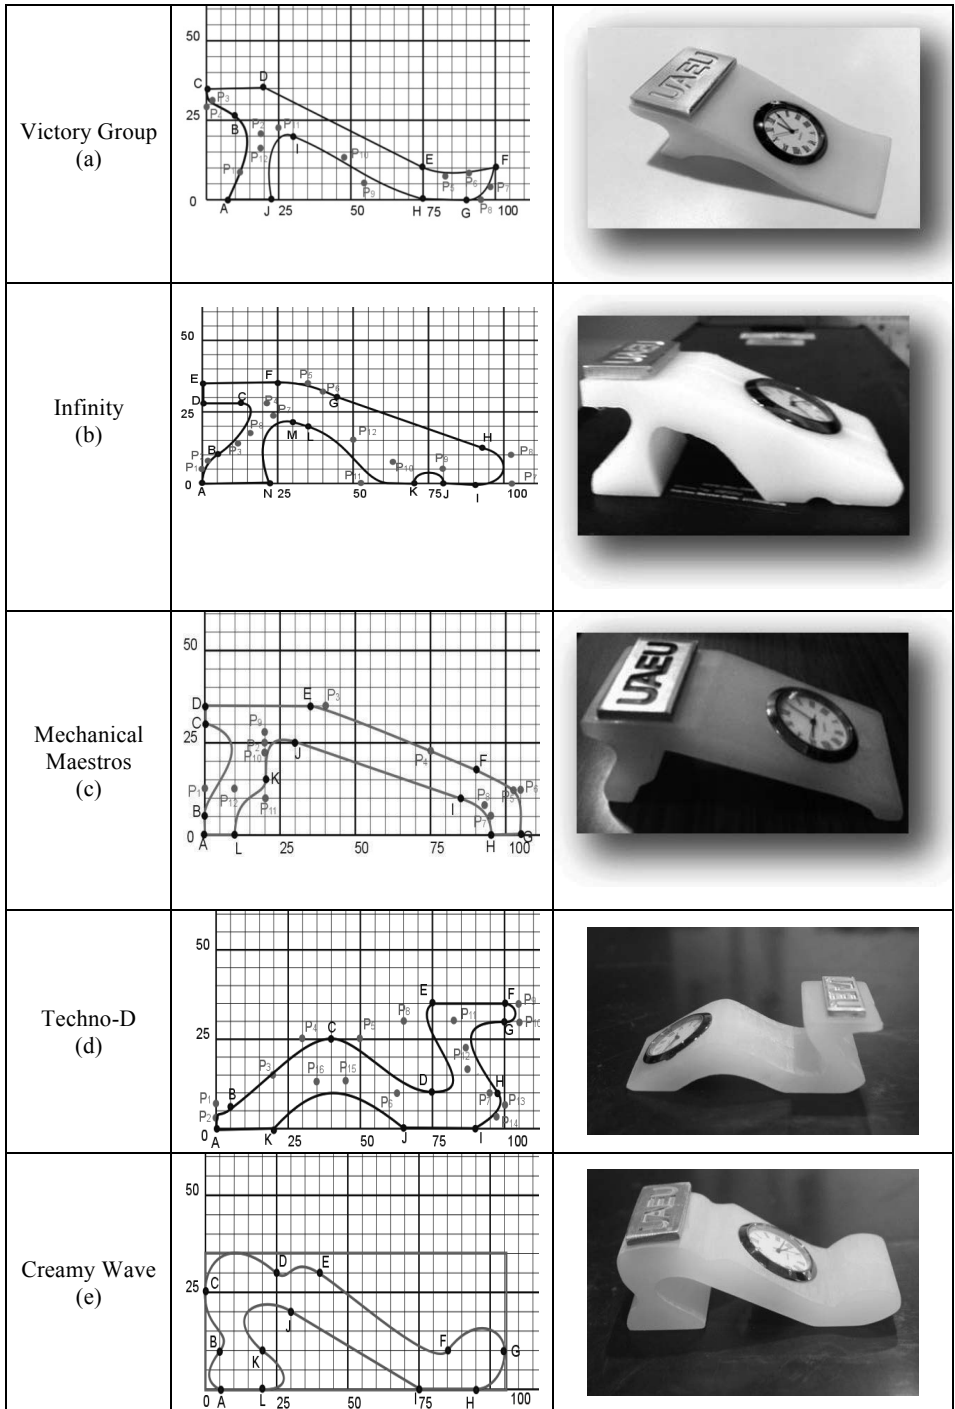 Victory Group
(a)
50
25
0
C
D
P3
P4
B
P2
P11
P12
I
P1
P10
P9
E
F
P5
P6
P7
P8
A
J
25
50
H
75
G
100
UAEU
Infinity
(b)
50
25
0
E
F
P5
P6
G
D
C
P4
P7
M
L
P12
P6
P3
B
P1
H
P8
P9
P10
P11
P7
A
N
25
50
K
75
J
I
100
UAEU
Mechanical
Maestros
(c)
50
25
0
D
E
P3
C
P9
P2
P10
J
K
P4
F
P1
P12
P11
B
I
P8
P7
P5
P6
A
L
25
50
75
H
100
G
UAEU
Techno-D
(d)
50
25
0
E
F
P9
P8
P11
G
P10
P4
C
P5
P12
P3
P16
P15
D
H
P1
B
P6
P7
P13
P2
P14
A
K
25
50
J
75
I
100
UAEU
Creamy Wave
(e)
50
25
C
D
E
J
B
K
F
G
0
A
L
25
50
I
75
H
100
UAEU